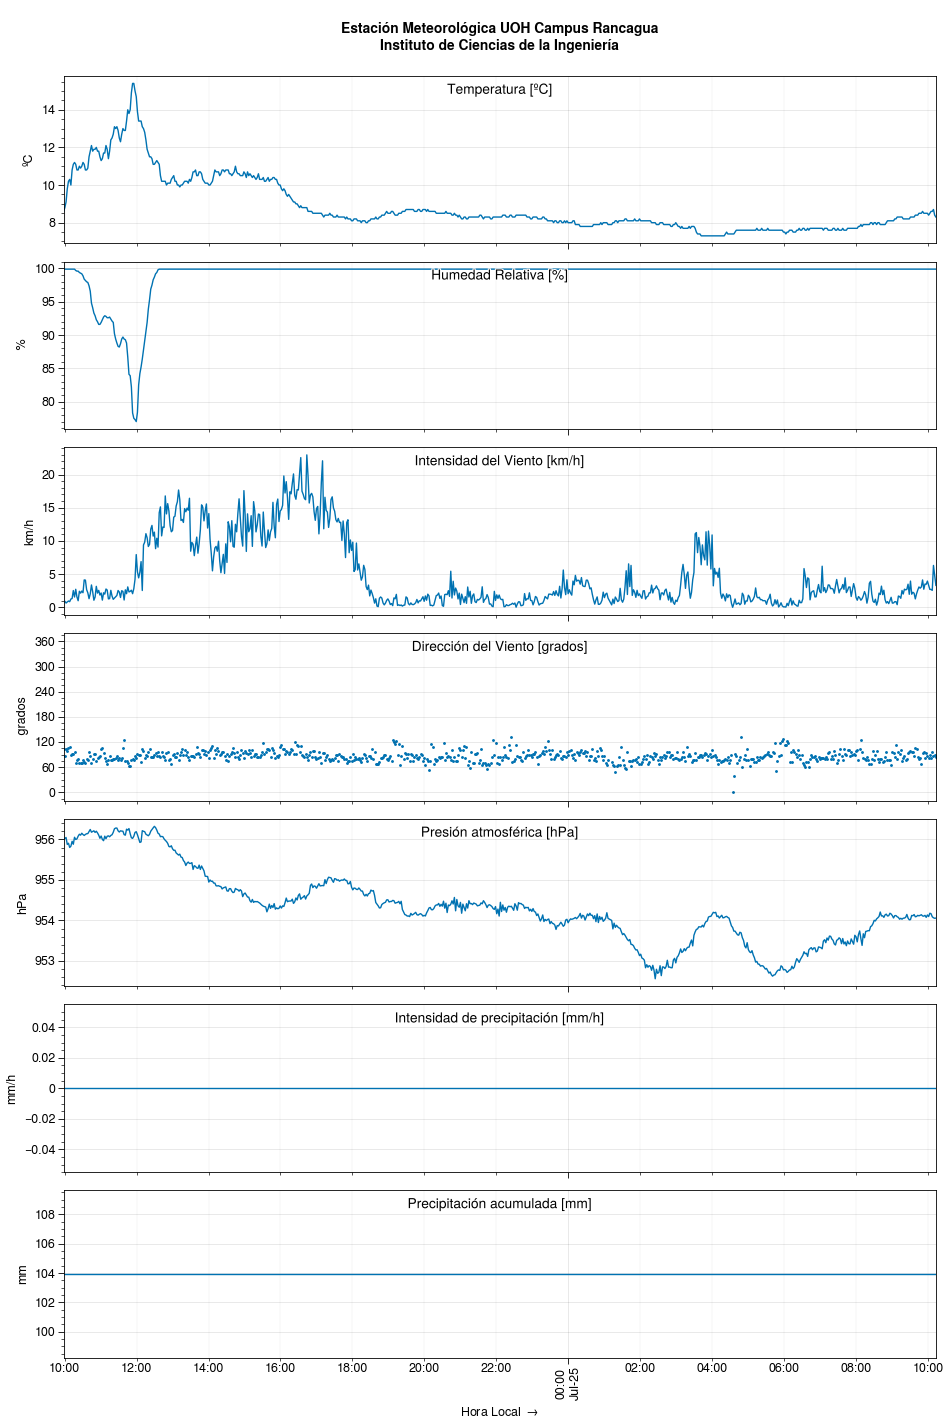 Estación Meteorológica UOH Campus Rancagua
Instituto de Ciencias de la Ingeniería
Temperatura [ºC]
ºC
14
12
10
8
Humedad Relativa [%]
%
100
95
90
85
80
Intensidad del Viento [km/h]
km/h
20
15
10
5
0
Dirección del Viento [grados]
grados
360
300
240
180
120
60
0
Presión atmosférica [hPa]
hPa
956
955
954
953
Intensidad de precipitación [mm/h]
mm/h
0.04
0.02
0
−0.02
−0.04
Precipitación acumulada [mm]
mm
108
106
104
102
100
10:00 12:00 14:00 16:00 18:00 20:00 22:00 00:00 02:00 04:00 06:00 08:00 10:00
Jul-25
Hora Local →